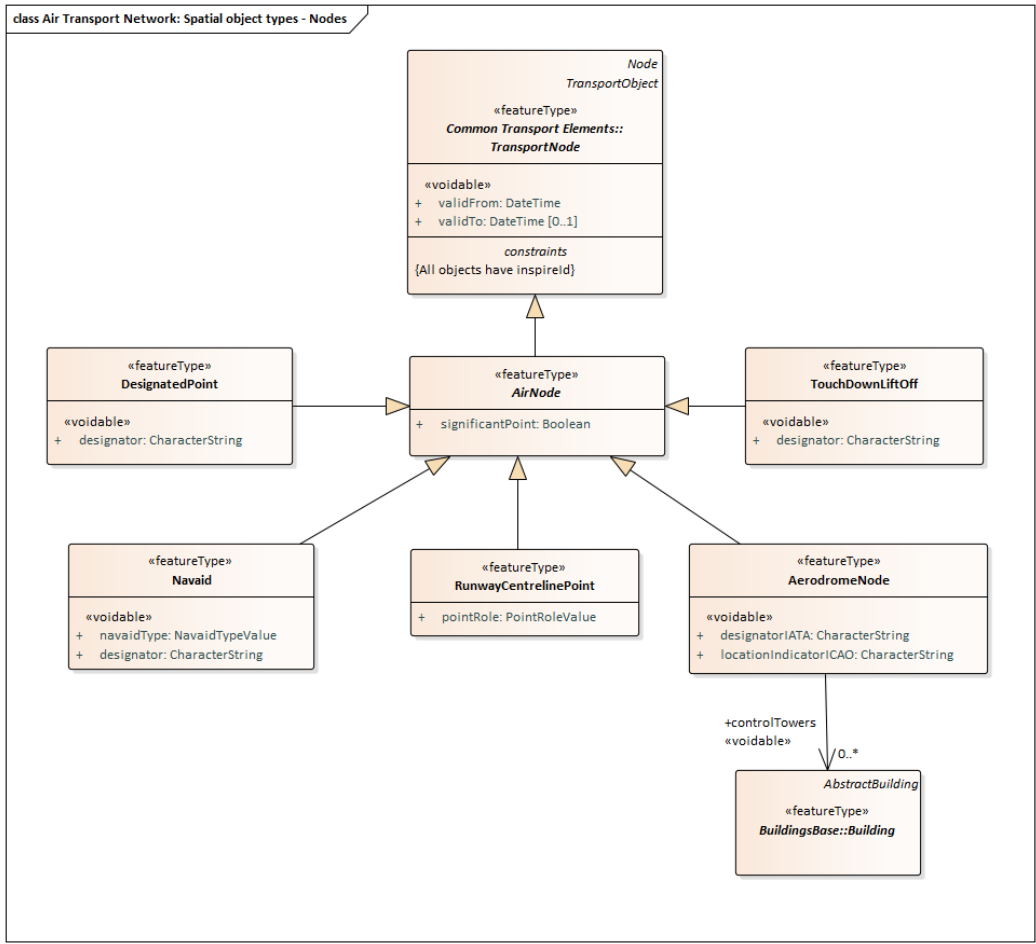 class Air Transport Network: Spatial object types - Nodes
Node
TransportObject
«featureType»
Common Transport Elements::
TransportNode
«voidable»
+ validFrom: DateTime
+ validTo: DateTime [0..1]
constraints
{All objects have inspireId}
«featureType»
DesignatedPoint
«voidable»
+ designator: CharacterString
«featureType»
AirNode
+ significantPoint: Boolean
«featureType»
TouchDownLiftOff
«voidable»
+ designator: CharacterString
«featureType»
Navaid
«voidable»
+ navaidType: NavaidTypeValue
+ designator: CharacterString
«featureType»
RunwayCentrelinePoint
+ pointRole: PointRoleValue
«featureType»
AerodromeNode
«voidable»
+ designatorIATA: CharacterString
+ locationIndicatorICAO: CharacterString
+controlTowers
«voidable»
0..*
AbstractBuilding
«featureType»
BuildingsBase::Building